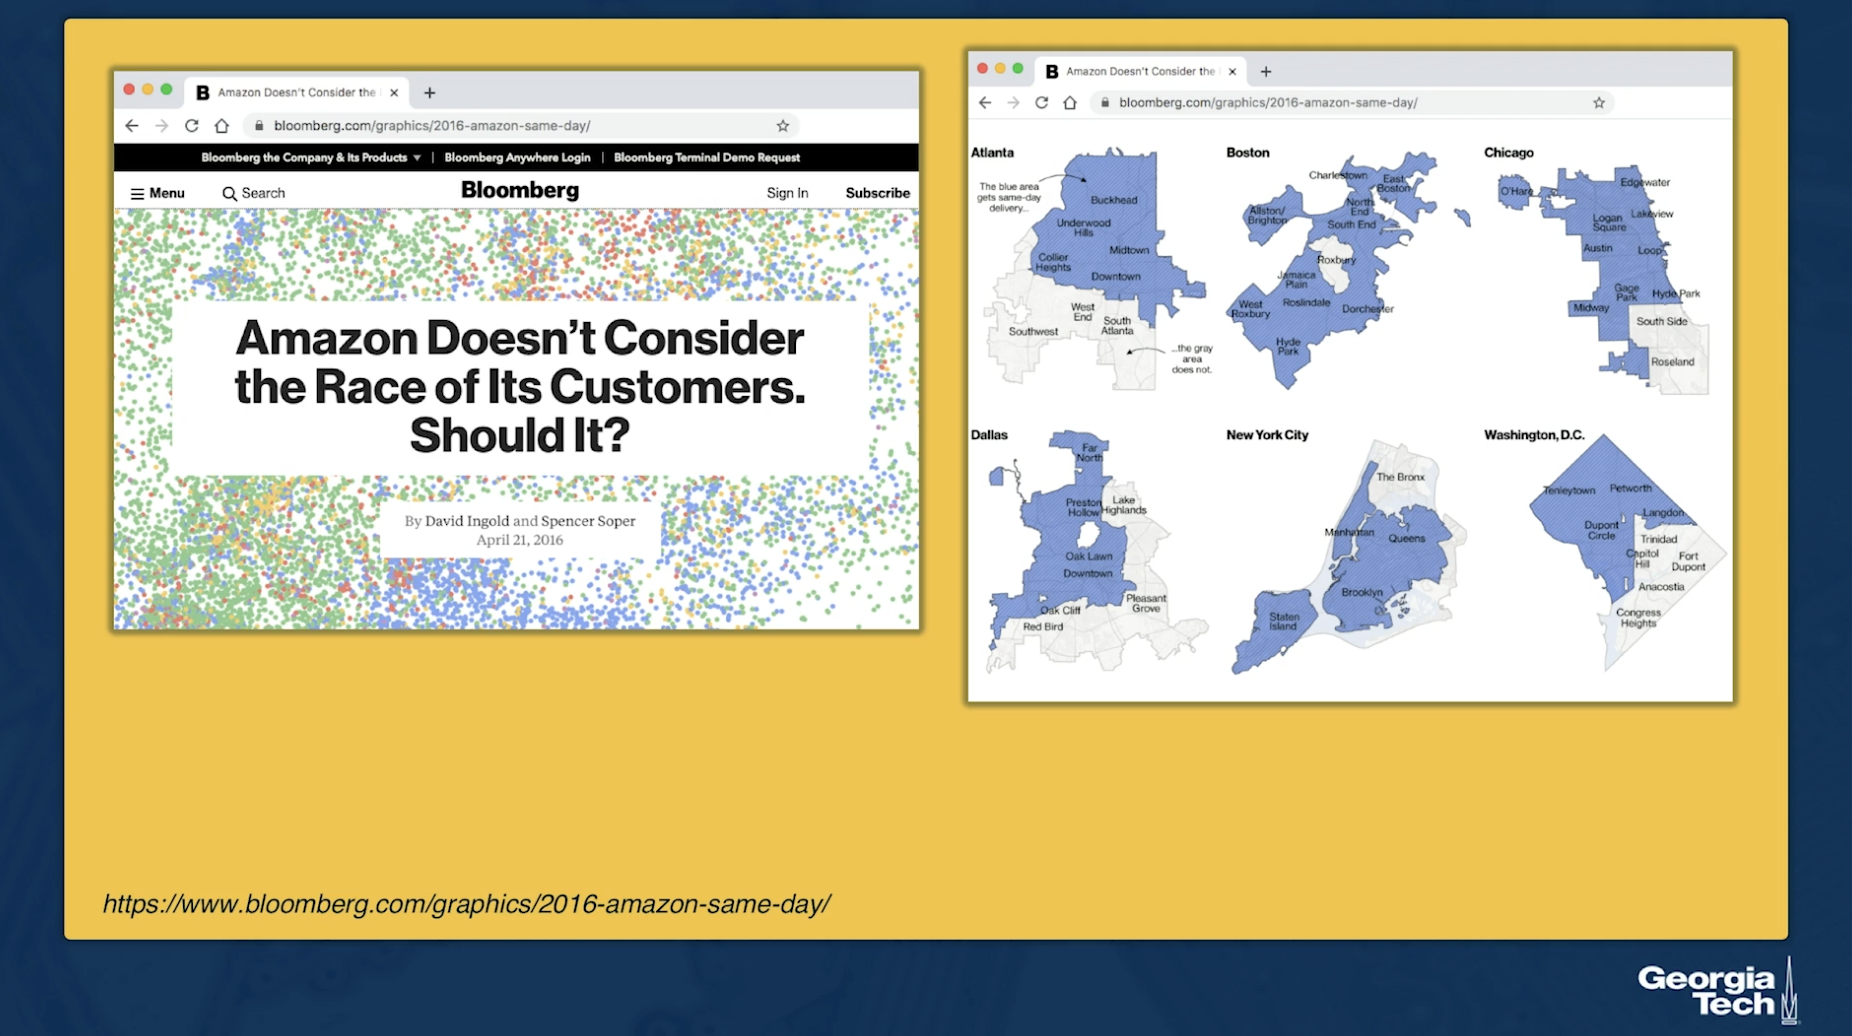 Amazon Doesn't Consider the
bloomberg.com/graphics/2016-amazon-same-day/
Bloomberg the Company & Its Products ▾ | Bloomberg Anywhere Login | Bloomberg Terminal Demo Request
Menu Search Bloomberg Sign In Subscribe
Amazon Doesn't Consider
the Race of Its Customers.
Should It?
By David Ingold and Spencer Soper
April 21, 2016
Amazon Doesn't Consider the
bloomberg.com/graphics/2016-amazon-same-day/
Atlanta
The blue area
gets same-day
delivery...
Buckhead
Underwood
Hills
Midtown
Collier
Heights
Downtown
West
End
South
Atlanta
Southwest
...the gray
area
does not.
Boston
Charlestown
East
Boston
North
End
Allston/
Brighton
South End
Roxbury
Jamaica
Plain
West
Roxbury
Roslindale
Dorchester
Hyde
Park
Chicago
O'Hare
Edgewater
Lakeview
Logan
Square
Austin
Loop
Gage
Park
Hyde Park
Midway
South Side
Roseland
Dallas
Far
North
Preston
Hollow
Lake
Highlands
Oak Lawn
Downtown
Pleasant
Grove
Oak Cliff
Red Bird
New York City
The Bronx
Manhattan
Queens
Brooklyn
Staten
Island
Washington, D.C.
Tenleytown
Petworth
Langdon
Dupont
Circle
Trinidad
Capitol
Hill
Fort
Dupont
Anacostia
Congress
Heights
https://www.bloomberg.com/graphics/2016-amazon-same-day/
Georgia
Tech